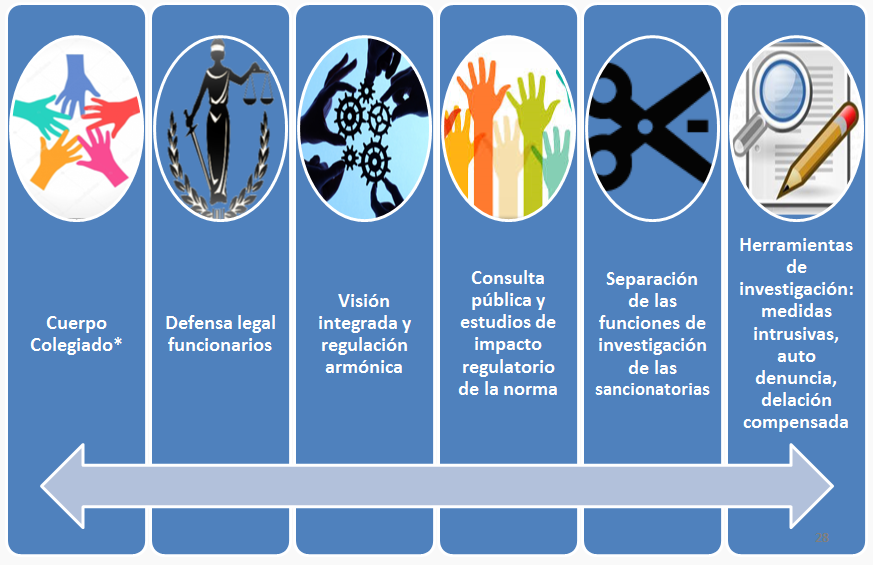 Cuerpo
Colegiado*
Defensa legal
funcionarios
Visión
integrada y
regulación
armónica
Consulta
pública y
estudios de
impacto
regulatorio
de la norma
Separación
de las
funciones de
investigación
de las
sancionatorias
Herramientas
de
investigación:
medidas
intrusivas,
auto
denuncia,
delación
compensada
28